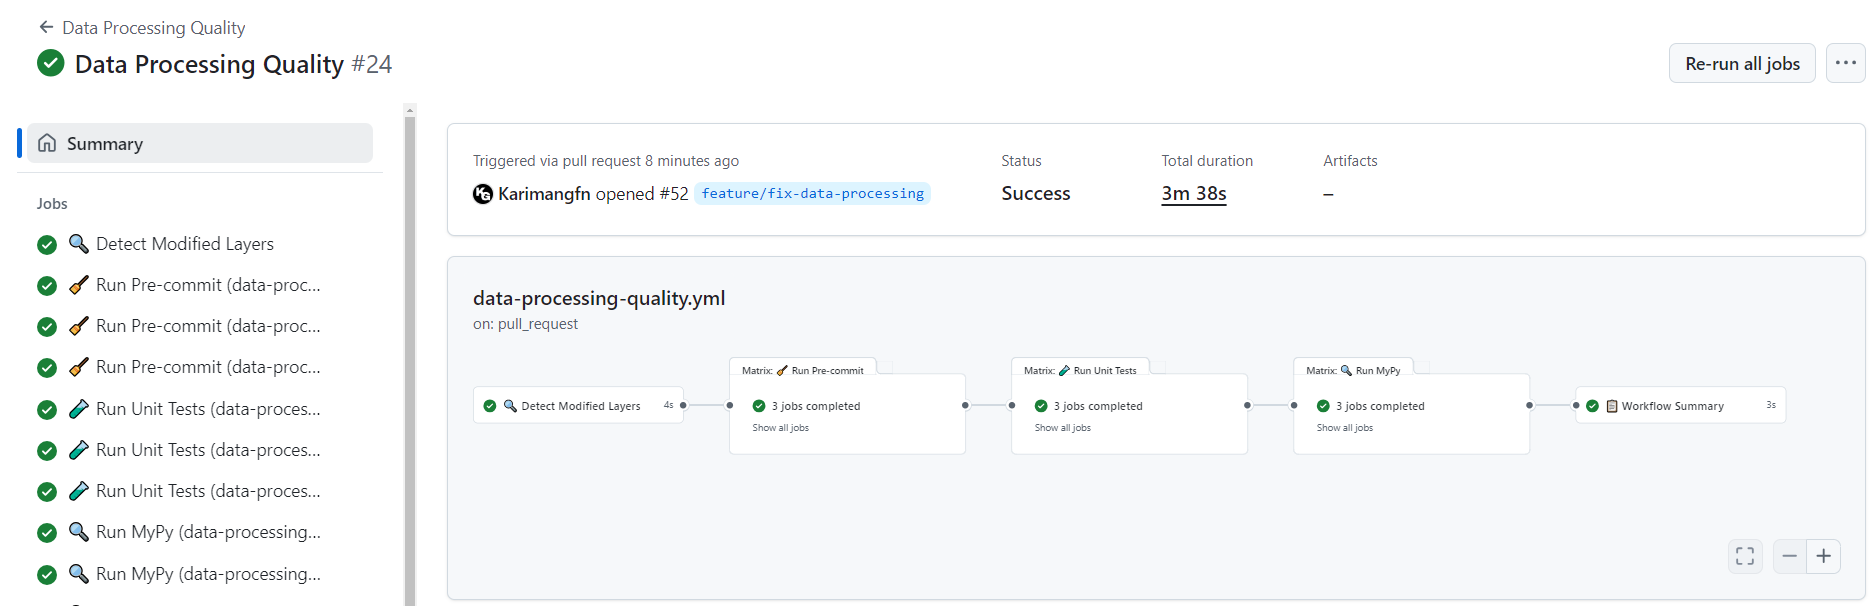 Data Processing Quality
Data Processing Quality #24
Re-run all jobs
Summary
Jobs
Detect Modified Layers
Run Pre-commit (data-proc...
Run Pre-commit (data-proc...
Run Pre-commit (data-proc...
Run Unit Tests (data-proces...
Run Unit Tests (data-proces...
Run Unit Tests (data-proces...
Run MyPy (data-processing...
Run MyPy (data-processing...
Triggered via pull request 8 minutes ago
KG Karimangfn opened #52 feature/fix-data-processing
Status
Success
Total duration
3m 38s
Artifacts
–
data-processing-quality.yml
on: pull_request
Detect Modified Layers 4s
Matrix: Run Pre-commit
3 jobs completed
Show all jobs
Matrix: Run Unit Tests
3 jobs completed
Show all jobs
Matrix: Run MyPy
3 jobs completed
Show all jobs
Workflow Summary 3s